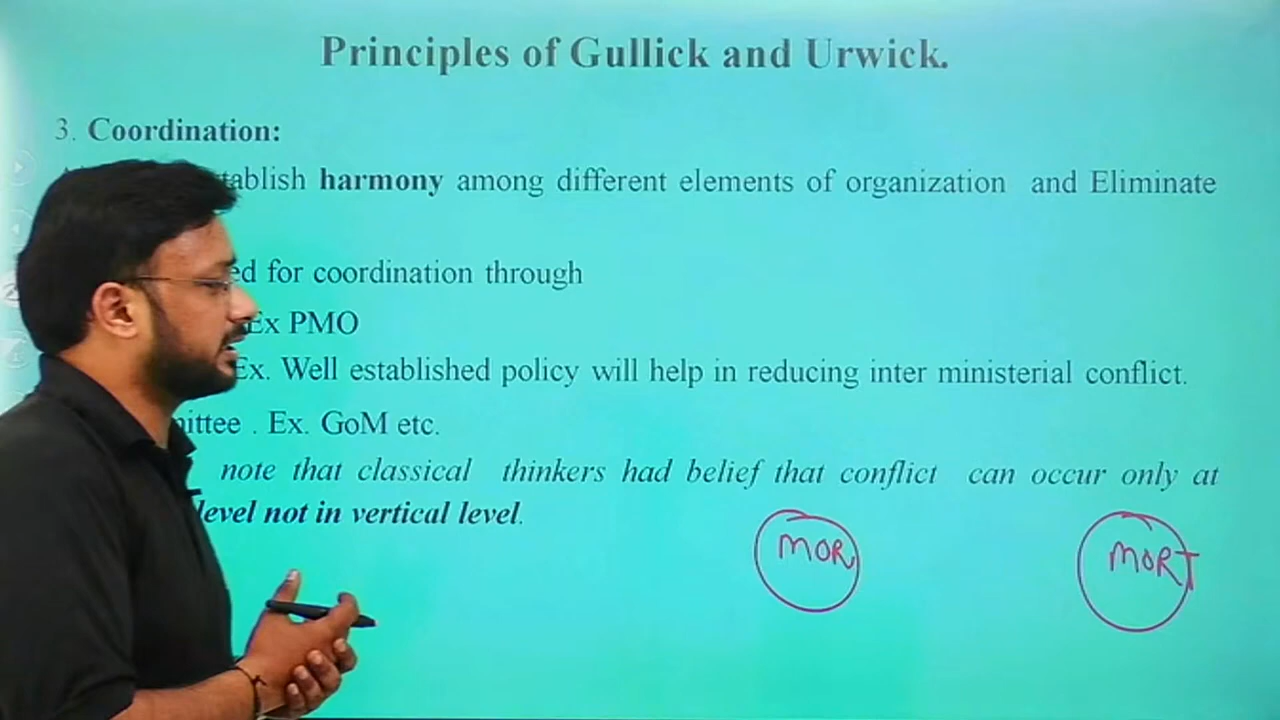 Principles of Gullick and Urwick.
3. Coordination:
harmony among different elements of organization and Eliminate
for coordination through
Ex PMO
Ex. Well established policy will help in reducing inter ministerial conflict.
. Ex. GoM etc.
note that classical thinkers had belief that conflict can occur only at
level not in vertical level.
MOR MORT